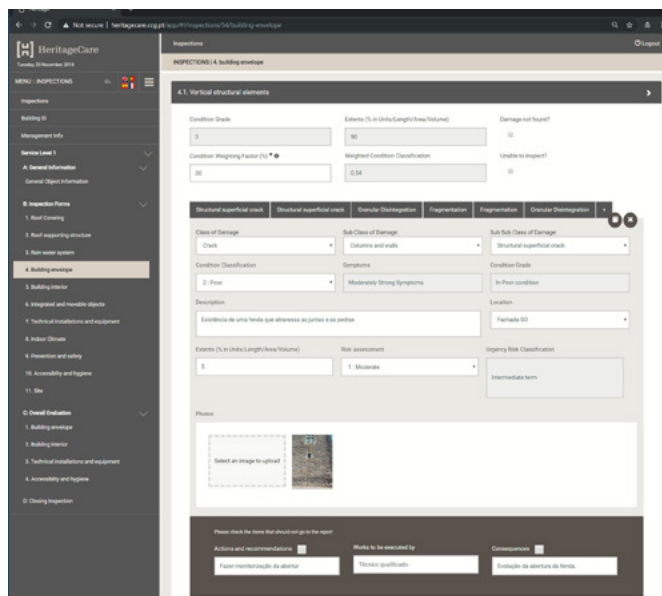 Not secure | heritagecare.ccg.pt/app/#!/inspections/54/building-envelope
HeritageCare
Tuesday, 20 November, 2018
MENU : INSPECTIONS
Inspections
Building ID
Management Info
Service Level 1
A: General Information
General Object Information
B: Inspection Forms
1. Roof Covering
2. Roof supporting structure
3. Rain water system
4. Building envelope
5. Building interior
6. Integrated and movable objects
7. Technical installations and equipment
8. Indoor Climate
9. Prevention and safety
10. Accessibility and hygiene
11. Site
C: Overall Evaluation
1. Building envelope
2. Building interior
3. Technical installations and equipment
4. Accessibility and hygiene
D: Closing Inspection
Inspections
Logout
INSPECTIONS | 4. building envelope
4.1. Vertical structural elements
Condition Grade
Extents (% in Units/Length/Area/Volume)
Damage not found?
3
90
Condition Weighting Factor (%) *
Weighted Condition Classification
Unable to inspect?
30
0.54
Structural superficial crack
Structural superficial crack
Granular Disintegration
Fragmentation
Fragmentation
Granular Disintegration
+
Class of Damage
Sub Class of Damage:
Sub Sub Class of Damage:
Crack
Columns and walls
Structural superficial crack
Condition Classification
Symptoms
Condition Grade
2 : Poor
Moderately Strong Symptoms
In Poor condition
Description
Location
Existência de uma fenda que atravessa as juntas e as pedras
Fachada SO
Extents (% in Units/Length/Area/Volume)
Risk assessment
Urgency Risk Classification
5
1 : Moderate
Intermediate term
Photos
Select an image to upload
Please check the items that should not go to the report
Actions and recommendations
Works to be executed by
Consequences
Fazer monitorização da abertur
Técnico qualificado
Evolução da abertura da fenda.